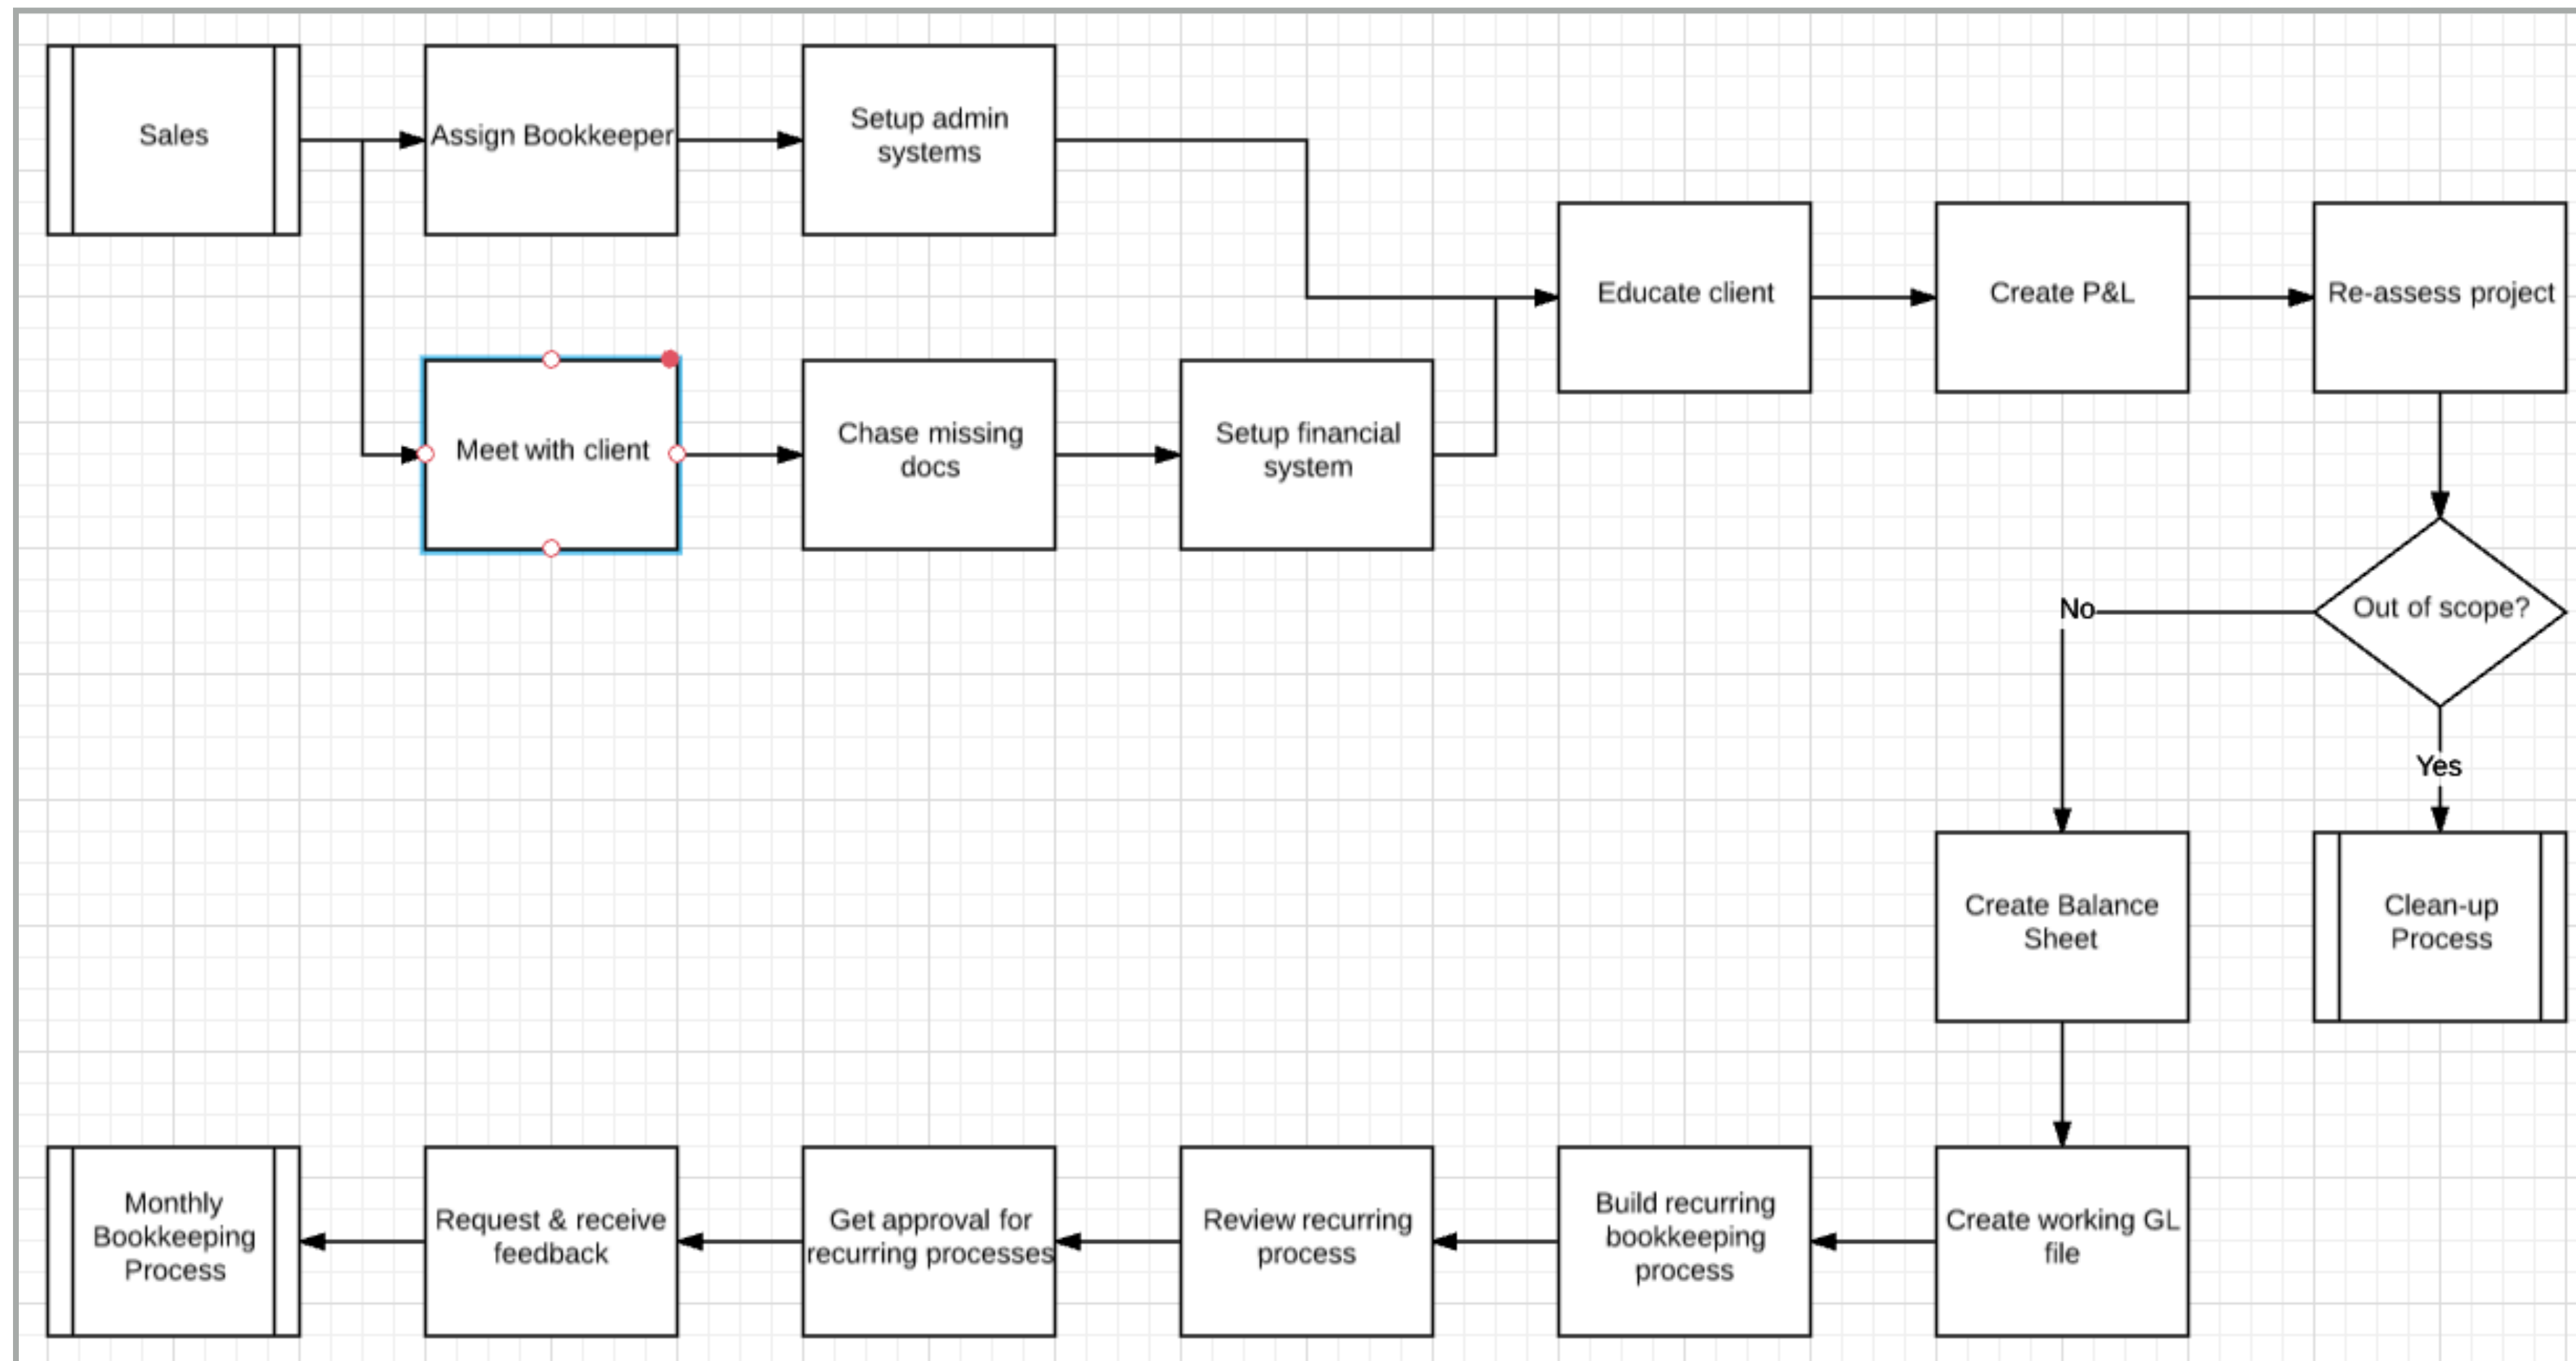 Sales
Assign Bookkeeper
Setup admin
systems
Educate client
Create P&L
Re-assess project
Meet with client
Chase missing
docs
Setup financial
system
No
Out of scope?
Yes
Create Balance
Sheet
Clean-up
Process
Monthly
Bookkeeping
Process
Request & receive
feedback
Get approval for
recurring processes
Review recurring
process
Build recurring
bookkeeping
process
Create working GL
file